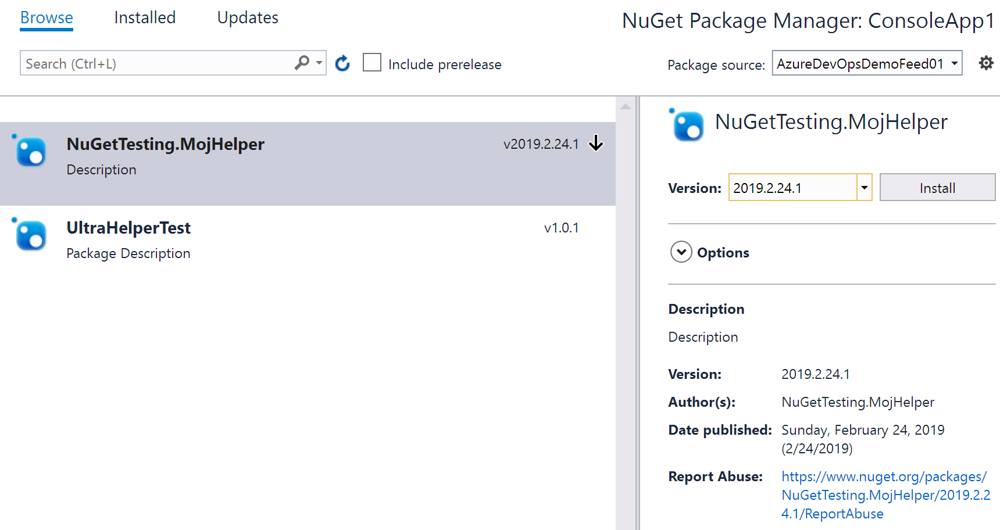 Browse Installed Updates
NuGet Package Manager: ConsoleApp1
Search (Ctrl+L)
Include prerelease
Package source: AzureDevOpsDemoFeed01
NuGetTesting.MojHelper v2019.2.24.1
Description
UltraHelperTest v1.0.1
Package Description
NuGetTesting.MojHelper
Version: 2019.2.24.1 Install
Options
Description
Description
Version: 2019.2.24.1
Author(s): NuGetTesting.MojHelper
Date published: Sunday, February 24, 2019
(2/24/2019)
Report Abuse: https://www.nuget.org/packages/
NuGetTesting.MojHelper/2019.2.2
4.1/ReportAbuse